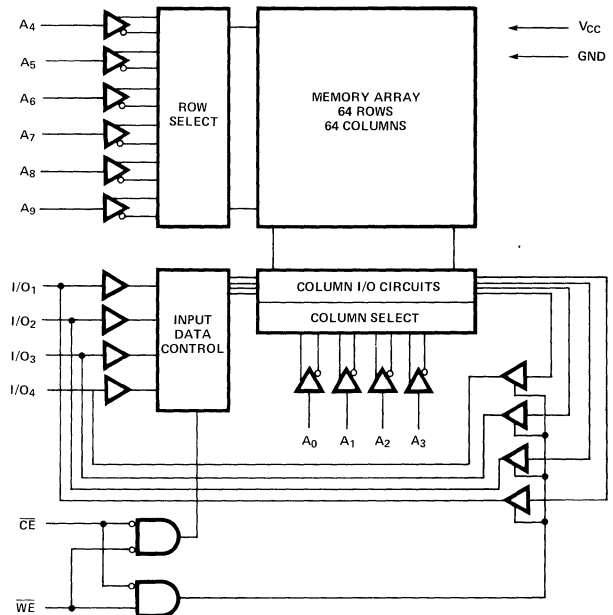 A4
A5
A6
A7
A8
A9
ROW
SELECT
MEMORY ARRAY
64 ROWS
64 COLUMNS
VCC
GND
I/O1
I/O2
I/O3
I/O4
INPUT
DATA
CONTROL
COLUMN I/O CIRCUITS
COLUMN SELECT
A0
A1
A2
A3
CE
WE